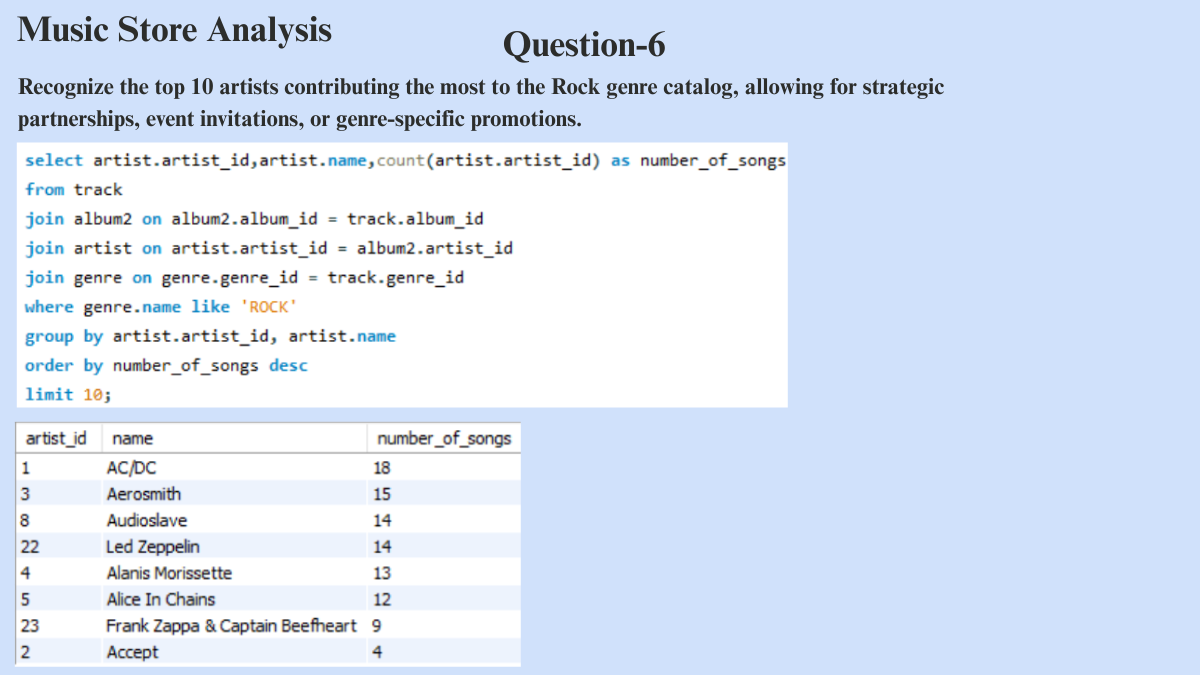 Music Store Analysis
Question-6
Recognize the top 10 artists contributing the most to the Rock genre catalog, allowing for strategic
partnerships, event invitations, or genre-specific promotions.
select artist.artist_id,artist.name,count(artist.artist_id) as number_of_songs
from track
join album2 on album2.album_id = track.album_id
join artist on artist.artist_id = album2.artist_id
join genre on genre.genre_id = track.genre_id
where genre.name like 'ROCK'
group by artist.artist_id, artist.name
order by number_of_songs desc
limit 10;
artist_id name number_of_songs
1 AC/DC 18
3 Aerosmith 15
8 Audioslave 14
22 Led Zeppelin 14
4 Alanis Morissette 13
5 Alice In Chains 12
23 Frank Zappa & Captain Beefheart 9
2 Accept 4